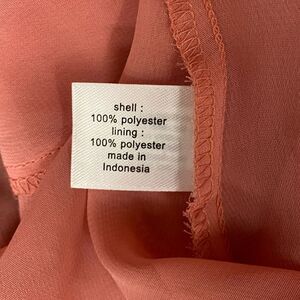 shell :
100% polyester
lining :
100% polyester
made in
Indonesia